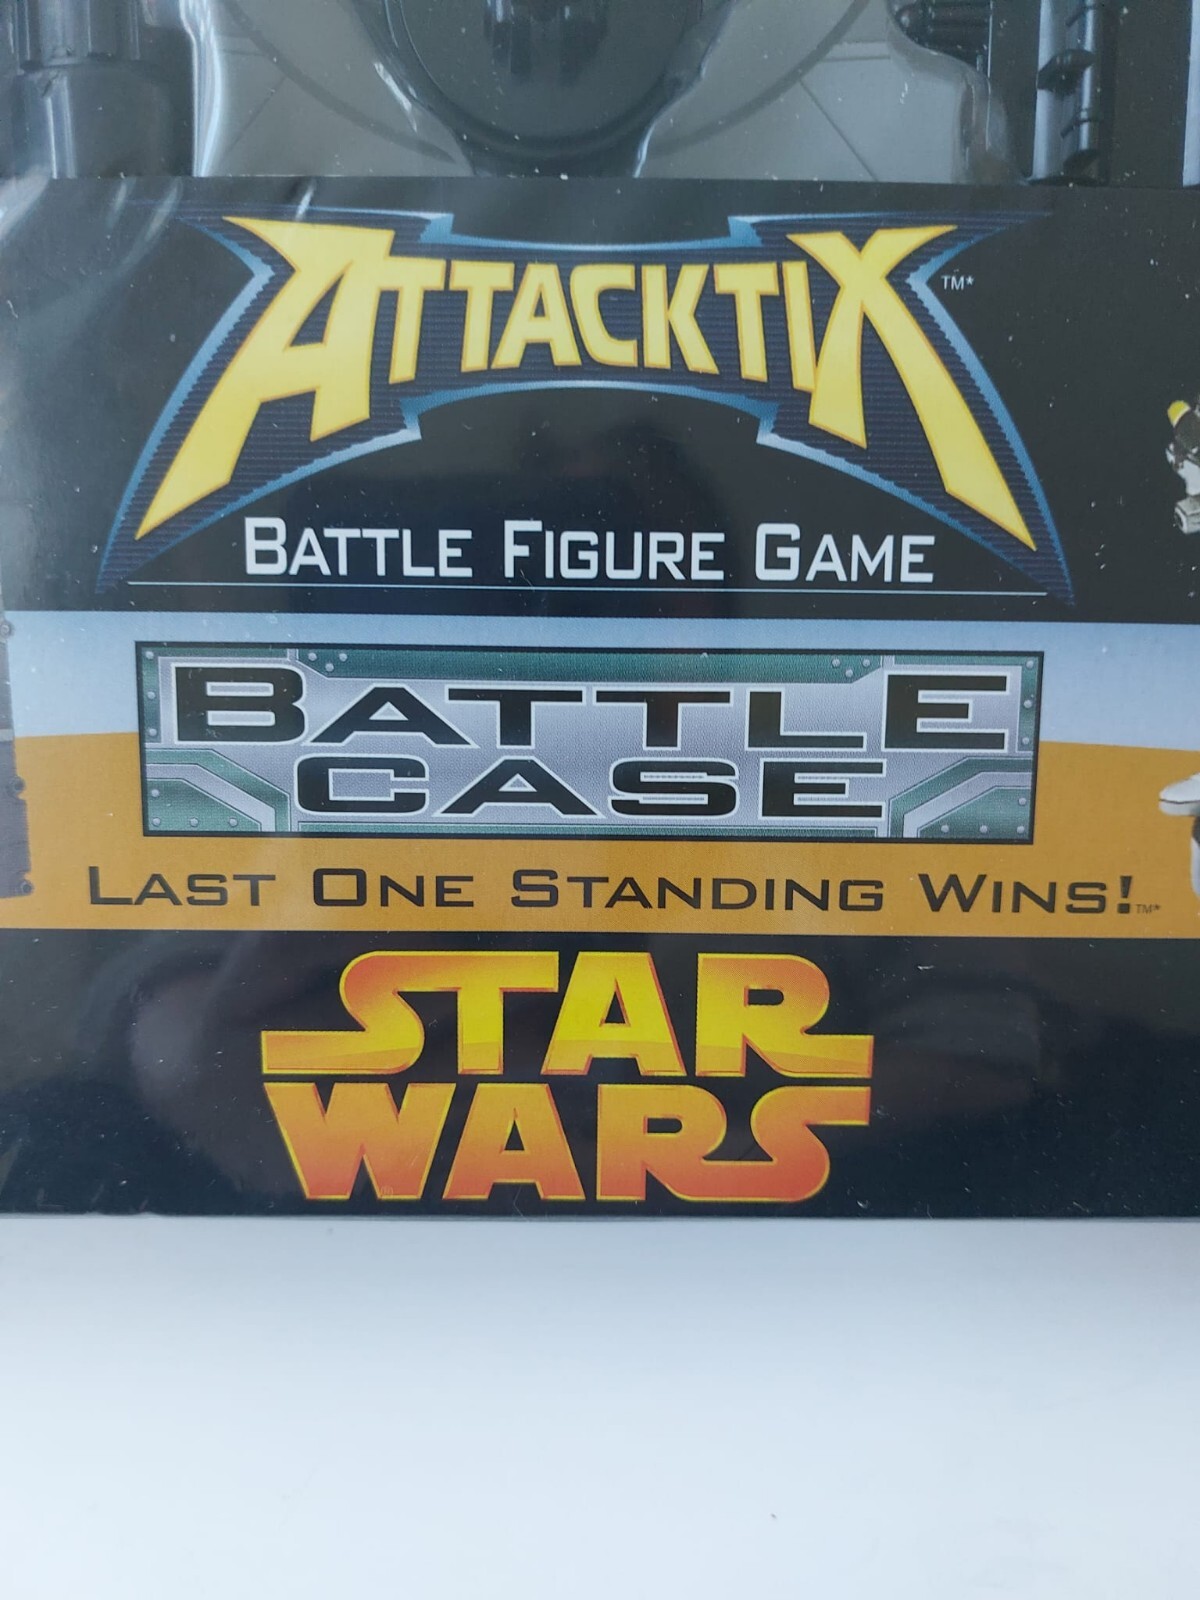 ATTACKTIX™*
BATTLE FIGURE GAME
BATTLE
CASE
LAST ONE STANDING WINS!™*
STAR
WARS®